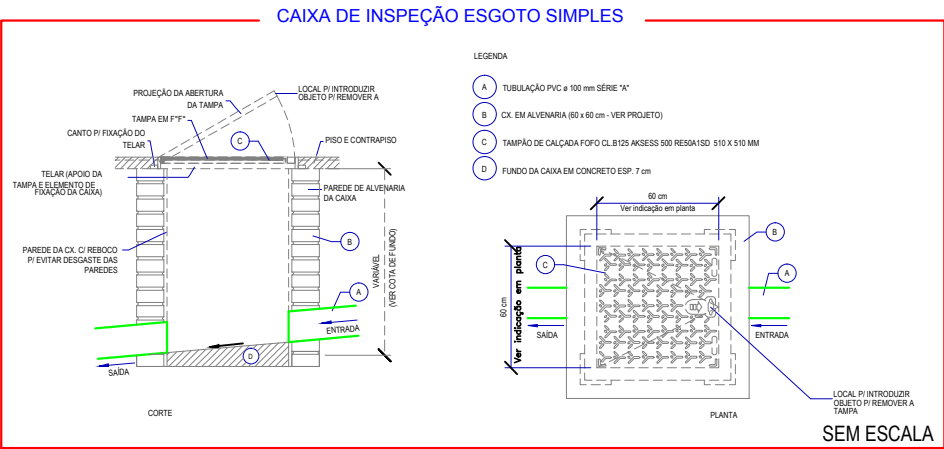 CAIXA DE INSPEÇÃO ESGOTO SIMPLES
PROJEÇÃO DA ABERTURA
DA TAMPA
LOCAL P/ INTRODUZIR
OBJETO P/ REMOVER A
TAMPA EM F"F"
CANTO P/ FIXAÇÃO DO
TELAR
C
PISO E CONTRAPISO
TELAR (APOIO DA
TAMPA E ELEMENTO DE
FIXAÇÃO DA CAIXA)
PAREDE DE ALVENARIA
DA CAIXA
B
PAREDE DA CX. C/ REBOCO
P/ EVITAR DESGASTE DAS
PAREDES
VARIÁVEL
(VER COTA DE FUNDO)
A
ENTRADA
D
SAÍDA
CORTE
LEGENDA
A TUBULAÇÃO PVC ø 100 mm SÉRIE "A"
B CX. EM ALVENARIA (60 x 60 cm - VER PROJETO)
C TAMPÃO DE CALÇADA FOFO CL.B125 AKSESS 500 RE50A1SD 510 X 510 MM
D FUNDO DA CAIXA EM CONCRETO ESP. 7 cm
60 cm
Ver indicação em planta
B
C
A
60 cm
Ver indicação em planta
SAÍDA
ENTRADA
LOCAL P/ INTRODUZIR
OBJETO P/ REMOVER A
TAMPA
PLANTA
SEM ESCALA